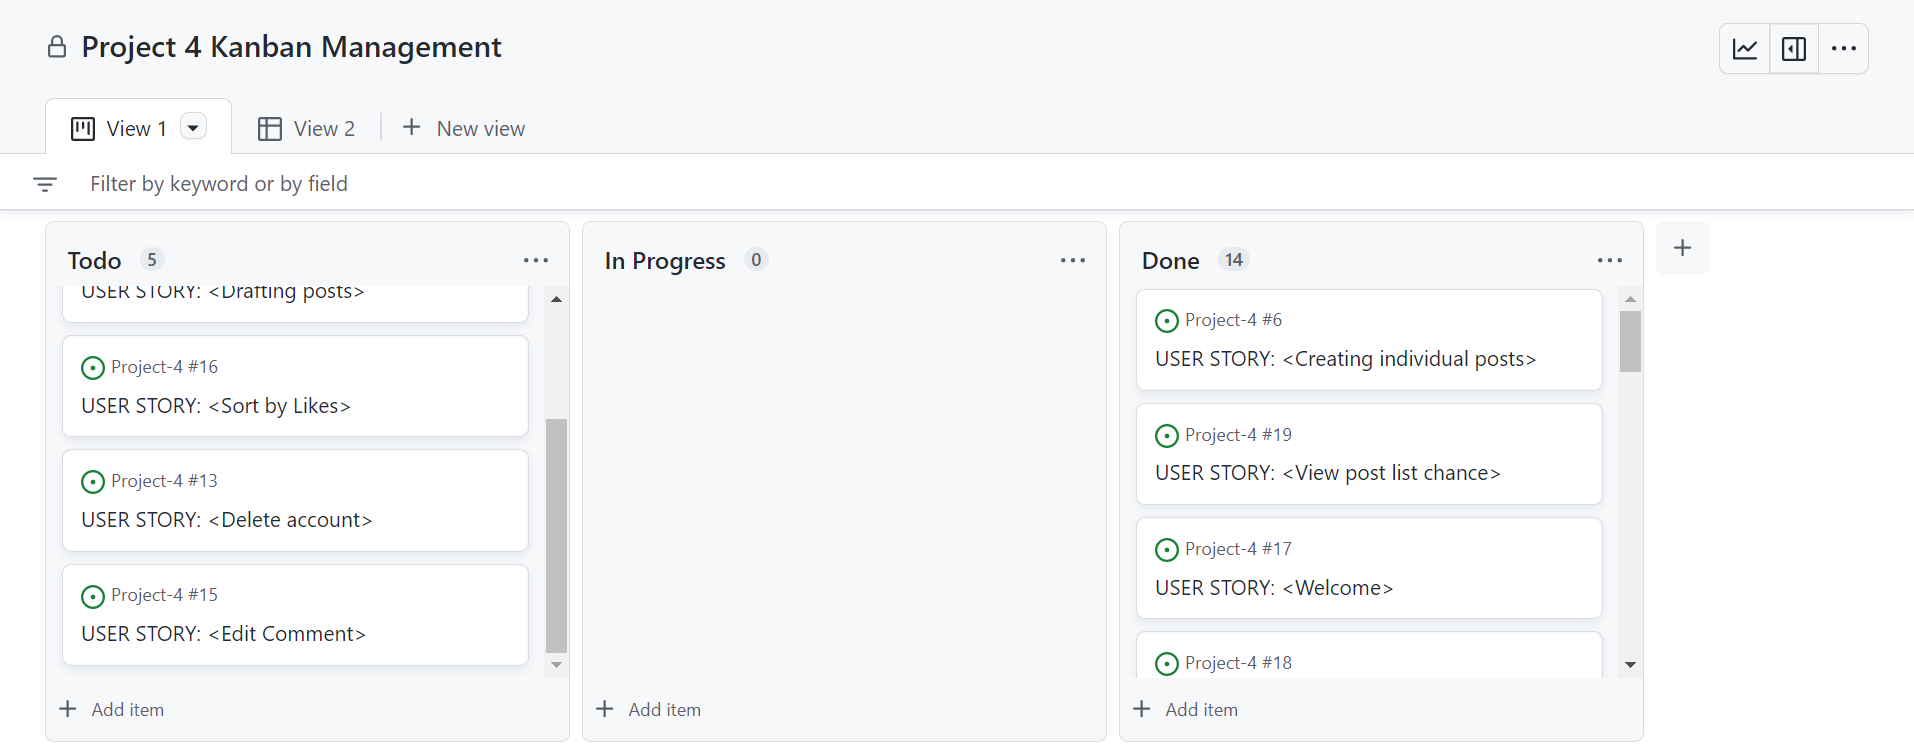 Project 4 Kanban Management
View 1
View 2
New view
Filter by keyword or by field
Todo 5
USER STORY: <Drafting posts>
Project-4 #16
USER STORY: <Sort by Likes>
Project-4 #13
USER STORY: <Delete account>
Project-4 #15
USER STORY: <Edit Comment>
Add item
In Progress 0
Add item
Done 14
Project-4 #6
USER STORY: <Creating individual posts>
Project-4 #19
USER STORY: <View post list chance>
Project-4 #17
USER STORY: <Welcome>
Project-4 #18
Add item